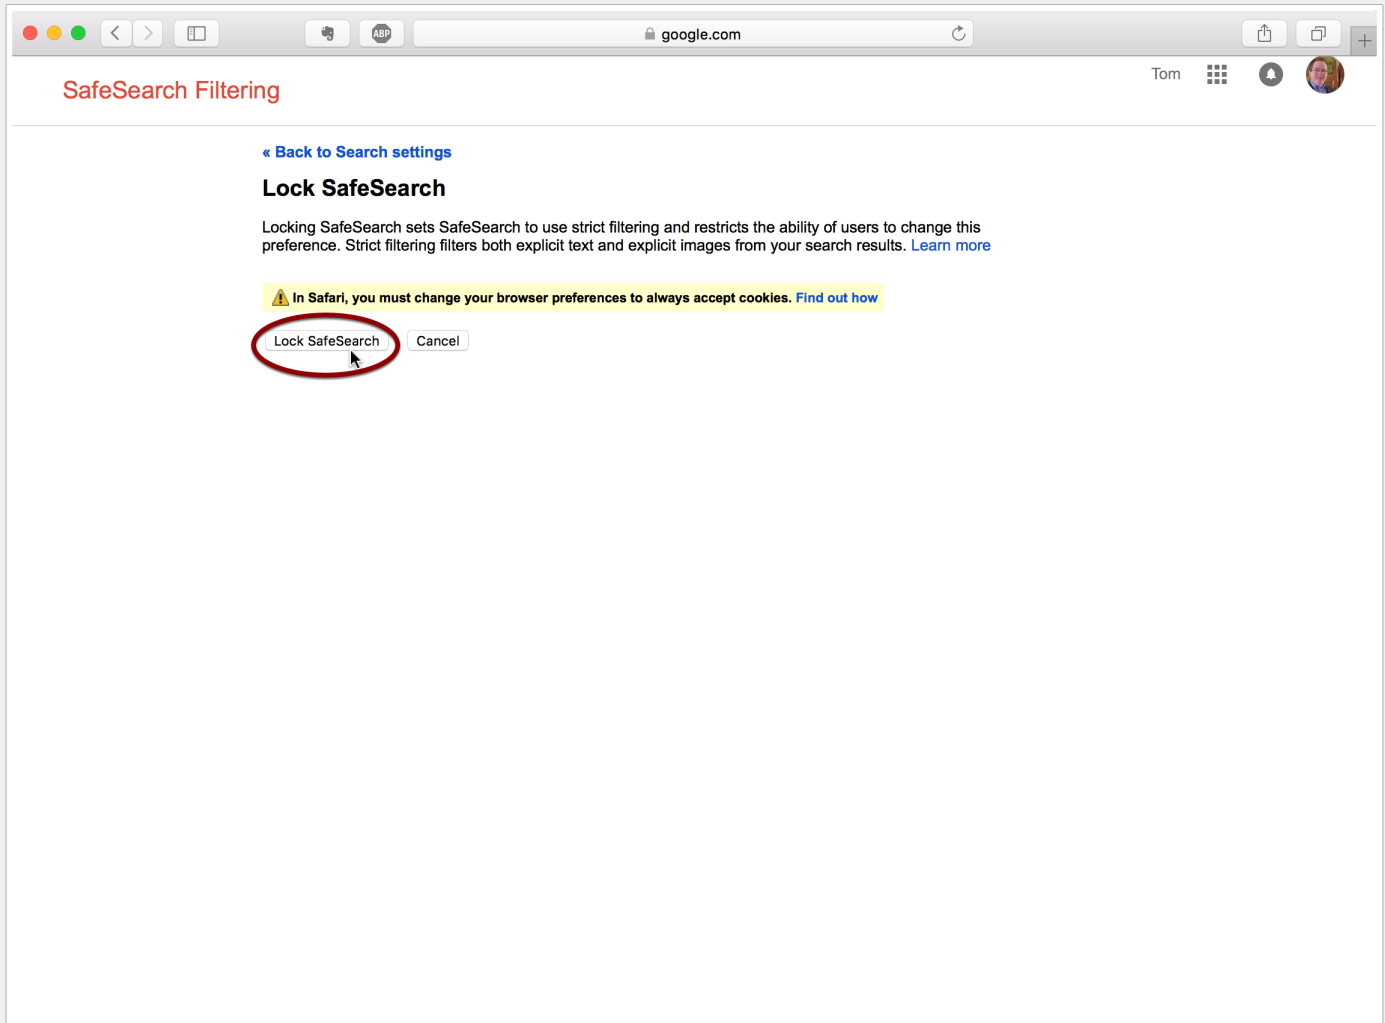 ABP
google.com
SafeSearch Filtering
Tom
« Back to Search settings
Lock SafeSearch
Locking SafeSearch sets SafeSearch to use strict filtering and restricts the ability of users to change this
preference. Strict filtering filters both explicit text and explicit images from your search results. Learn more
In Safari, you must change your browser preferences to always accept cookies. Find out how
Lock SafeSearch Cancel